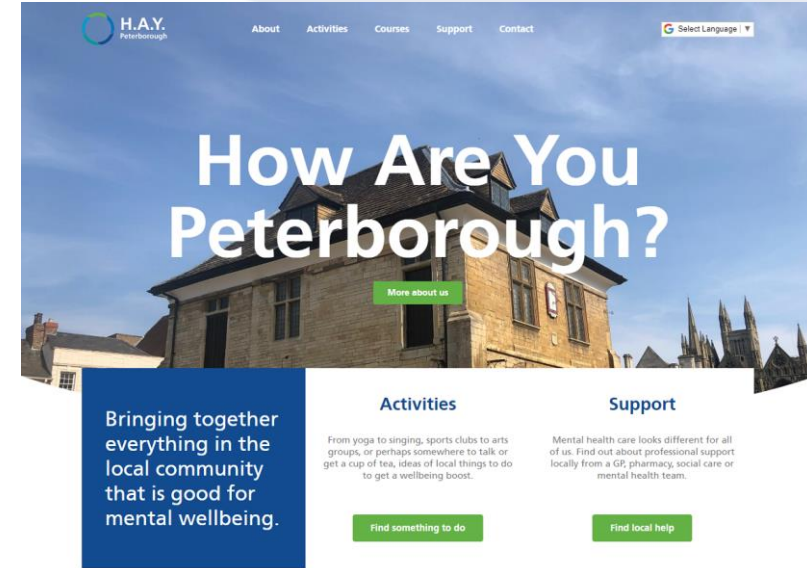 H.A.Y.
Peterborough
About Activities Courses Support Contact
Select Language ▼
How Are You
Peterborough?
More about us
Bringing together
everything in the
local community
that is good for
mental wellbeing.
Activities
From yoga to singing, sports clubs to arts
groups, or perhaps somewhere to talk or
get a cup of tea, ideas of local things to do
to get a wellbeing boost.
Find something to do
Support
Mental health care looks different for all
of us. Find out about professional support
locally from a GP, pharmacy, social care or
mental health team.
Find local help